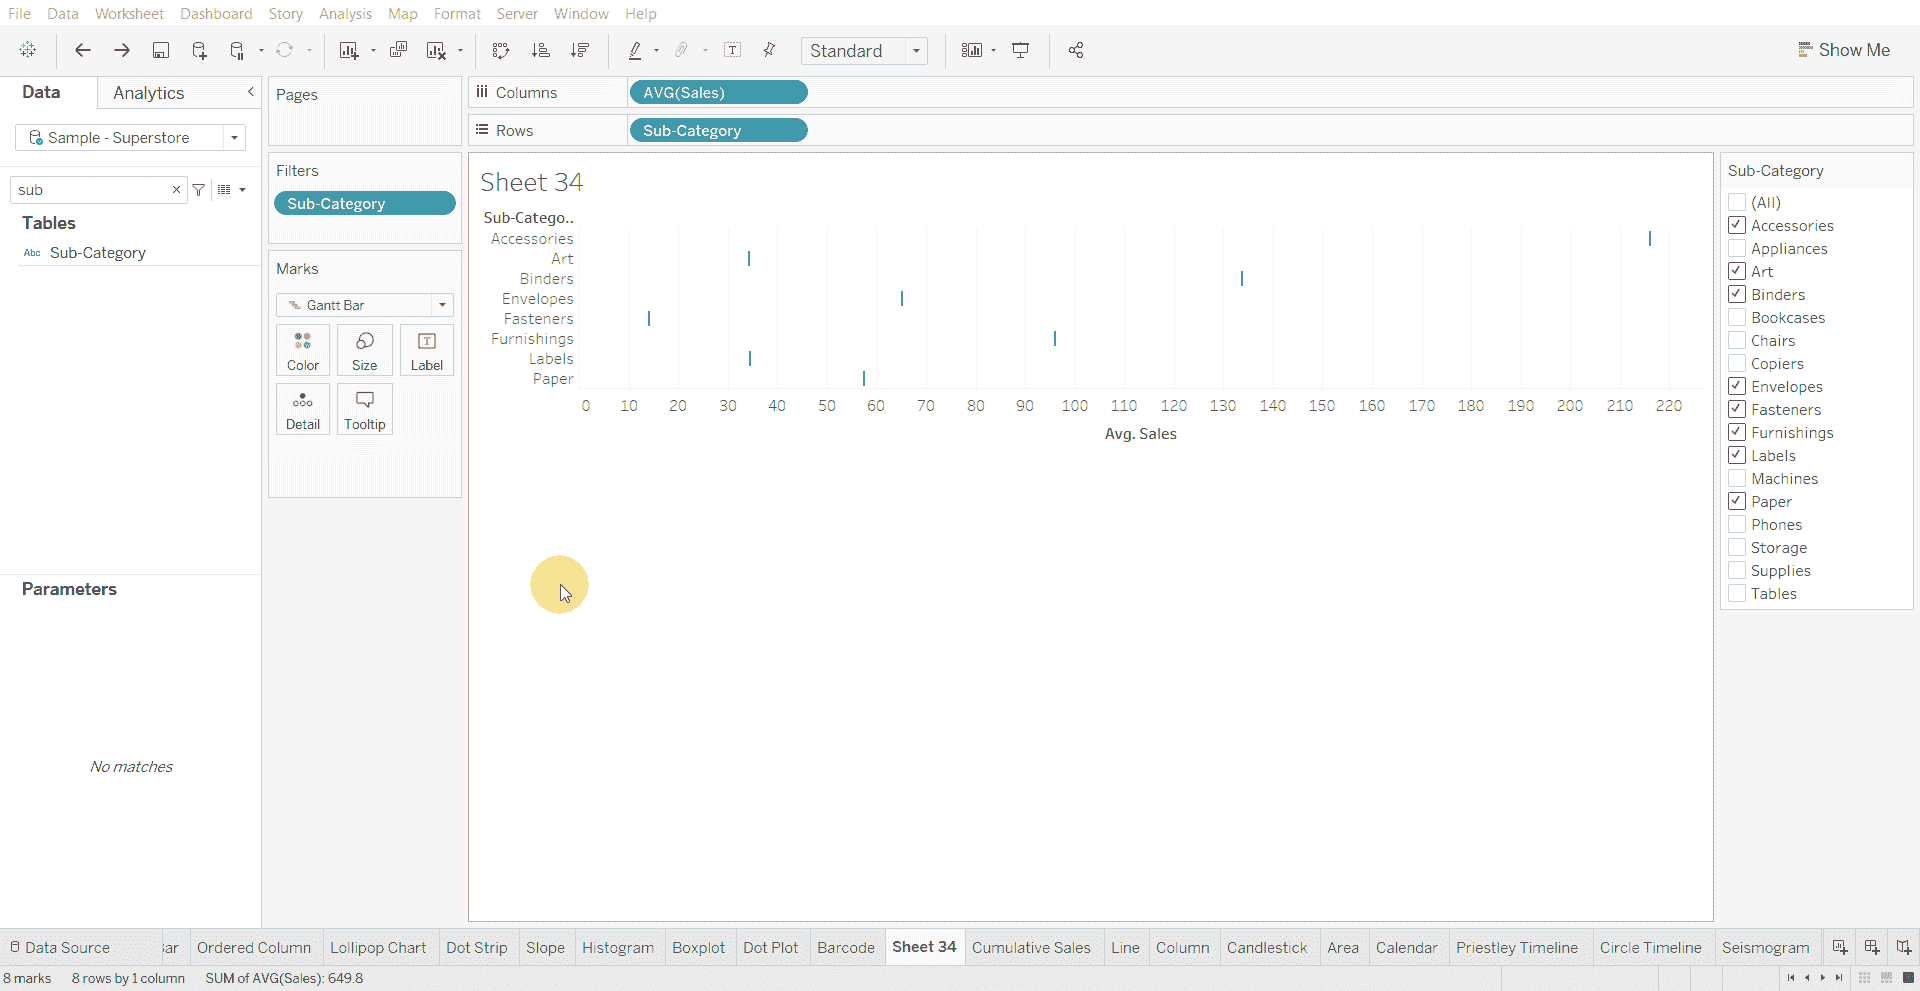 File Data Worksheet Dashboard Story Analysis Map Format Server Window Help
Standard
Show Me
Data
Analytics
Sample - Superstore
sub
Tables
Abc Sub-Category
Parameters
No matches
Pages
Filters
Sub-Category
Marks
Gantt Bar
Color Size Label
Detail Tooltip
Columns
AVG(Sales)
Rows
Sub-Category
Sheet 34
Sub-Catego..
Accessories
Art
Binders
Envelopes
Fasteners
Furnishings
Labels
Paper
0 10 20 30 40 50 60 70 80 90 100 110 120 130 140 150 160 170 180 190 200 210 220
Avg. Sales
Sub-Category
(All)
Accessories
Appliances
Art
Binders
Bookcases
Chairs
Copiers
Envelopes
Fasteners
Furnishings
Labels
Machines
Paper
Phones
Storage
Supplies
Tables
Data Source ar Ordered Column Lollipop Chart Dot Strip Slope Histogram Boxplot Dot Plot Barcode Sheet 34 Cumulative Sales Line Column Candlestick Area Calendar Priestley Timeline Circle Timeline Seismogram
8 marks 8 rows by 1 column SUM of AVG(Sales): 649.8